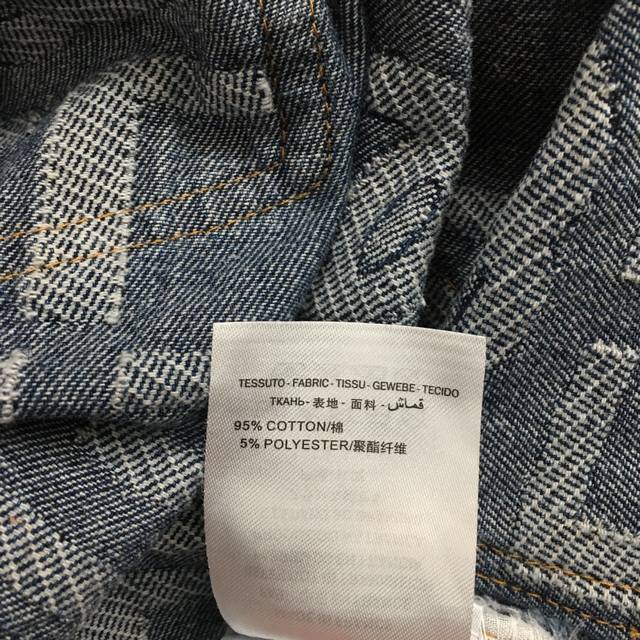 TESSUTO - FABRIC - TISSU - GEWEBE - TECIDO
ТКАНЬ - 表地 - 面料 - قماش
95% COTTON/棉
5% POLYESTER/聚酯纤维